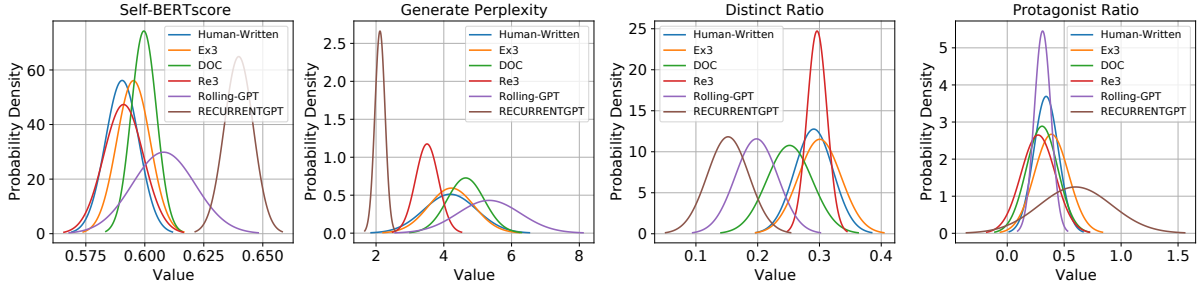 Self-BERTscore
Probability Density
60
40
20
0
0.575
0.600
0.625
0.650
Value
Human-Written
Ex3
DOC
Re3
Rolling-GPT
RECURRENTGPT
Generate Perplexity
Probability Density
2.5
2.0
1.5
1.0
0.5
0.0
2
4
6
8
Value
Human-Written
Ex3
DOC
Re3
Rolling-GPT
RECURRENTGPT
Distinct Ratio
Probability Density
25
20
15
10
5
0
0.1
0.2
0.3
0.4
Value
Human-Written
Ex3
DOC
Re3
Rolling-GPT
RECURRENTGPT
Protagonist Ratio
Probability Density
5
4
3
2
1
0
0.0
0.5
1.0
1.5
Value
Human-Written
Ex3
DOC
Re3
Rolling-GPT
RECURRENTGPT